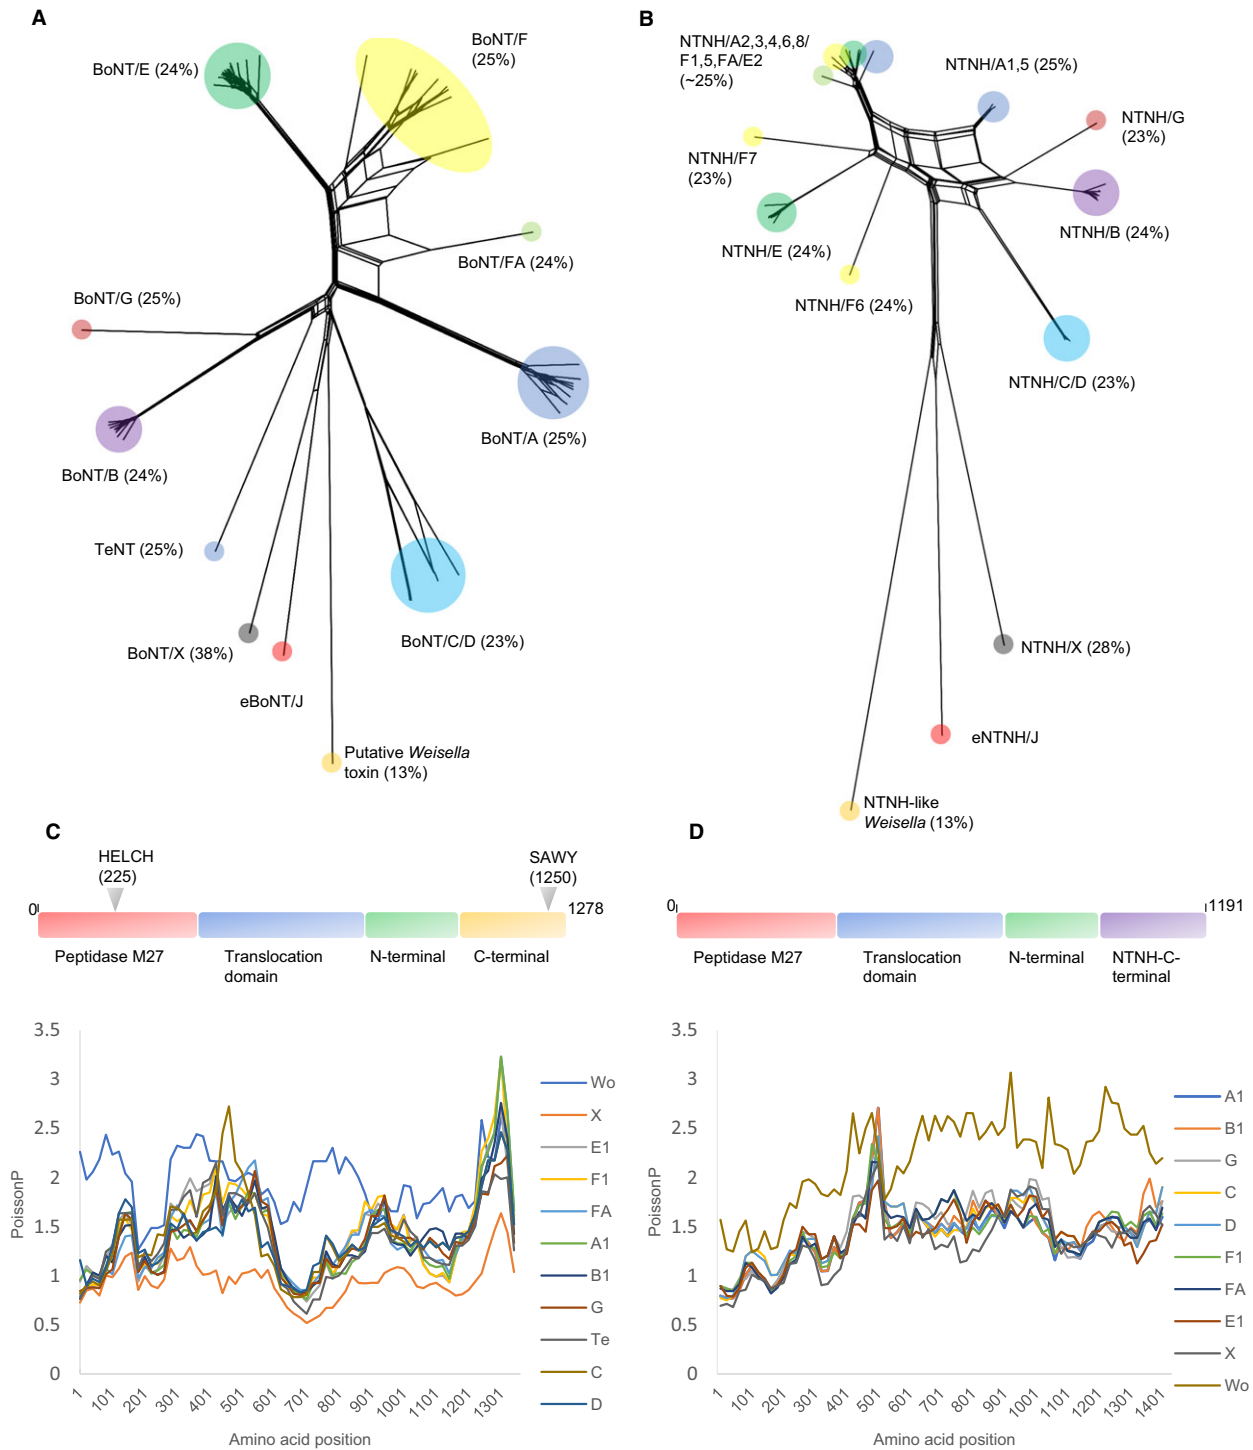 A
BoNT/E (24%)
BoNT/F
(25%)
BoNT/FA (24%)
BoNT/G (25%)
BoNT/A (25%)
BoNT/B (24%)
TeNT (25%)
BoNT/X (38%)
BoNT/C/D (23%)
eBoNT/J
Putative Weisella
toxin (13%)
B
NTNH/A2,3,4,6,8/
F1,5,FA/E2
(~25%)
NTNH/A1,5 (25%)
NTNH/G
(23%)
NTNH/F7
(23%)
NTNH/E (24%)
NTNH/B (24%)
NTNH/F6 (24%)
NTNH/C/D (23%)
NTNH/X (28%)
eNTNH/J
NTNH-like
Weisella (13%)
C
HELCH
(225)
SAWY
(1250)
0
1278
Peptidase M27
Translocation
domain
N-terminal
C-terminal
3.5
3
2.5
2
1.5
1
0.5
0
PoissonP
1
101
201
301
401
501
601
701
801
901
1001
1101
1201
1301
Amino acid position
Wo
X
E1
F1
FA
A1
B1
G
Te
C
D
D
0
1191
Peptidase M27
Translocation
domain
N-terminal
NTNH-C-
terminal
3.5
3
2.5
2
1.5
1
0.5
0
PoissonP
1
101
201
301
401
501
601
701
801
901
1001
1101
1201
1301
1401
Amino acid position
A1
B1
G
C
D
F1
FA
E1
X
Wo